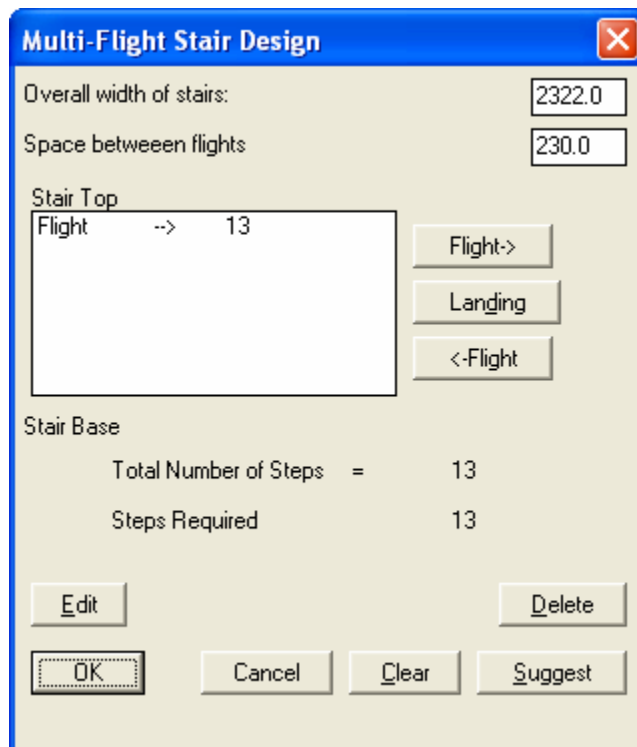 Multi-Flight Stair Design
Overall width of stairs: 2322.0
Space betweeen flights 230.0
Stair Top
Flight --> 13
Flight->
Landing
<-Flight
Stair Base
Total Number of Steps = 13
Steps Required 13
Edit Delete
OK Cancel Clear Suggest